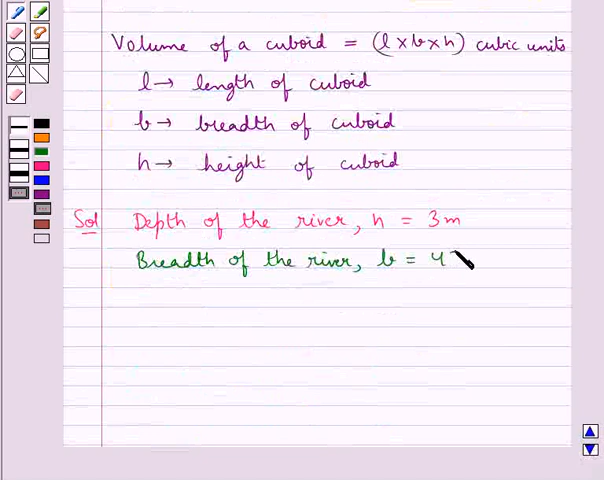 Volume of a cuboid = (l × b × h) cubic units
l → length of cuboid
b → breadth of cuboid
h → height of cuboid
Sol Depth of the river, h = 3m
Breadth of the river, b = 4